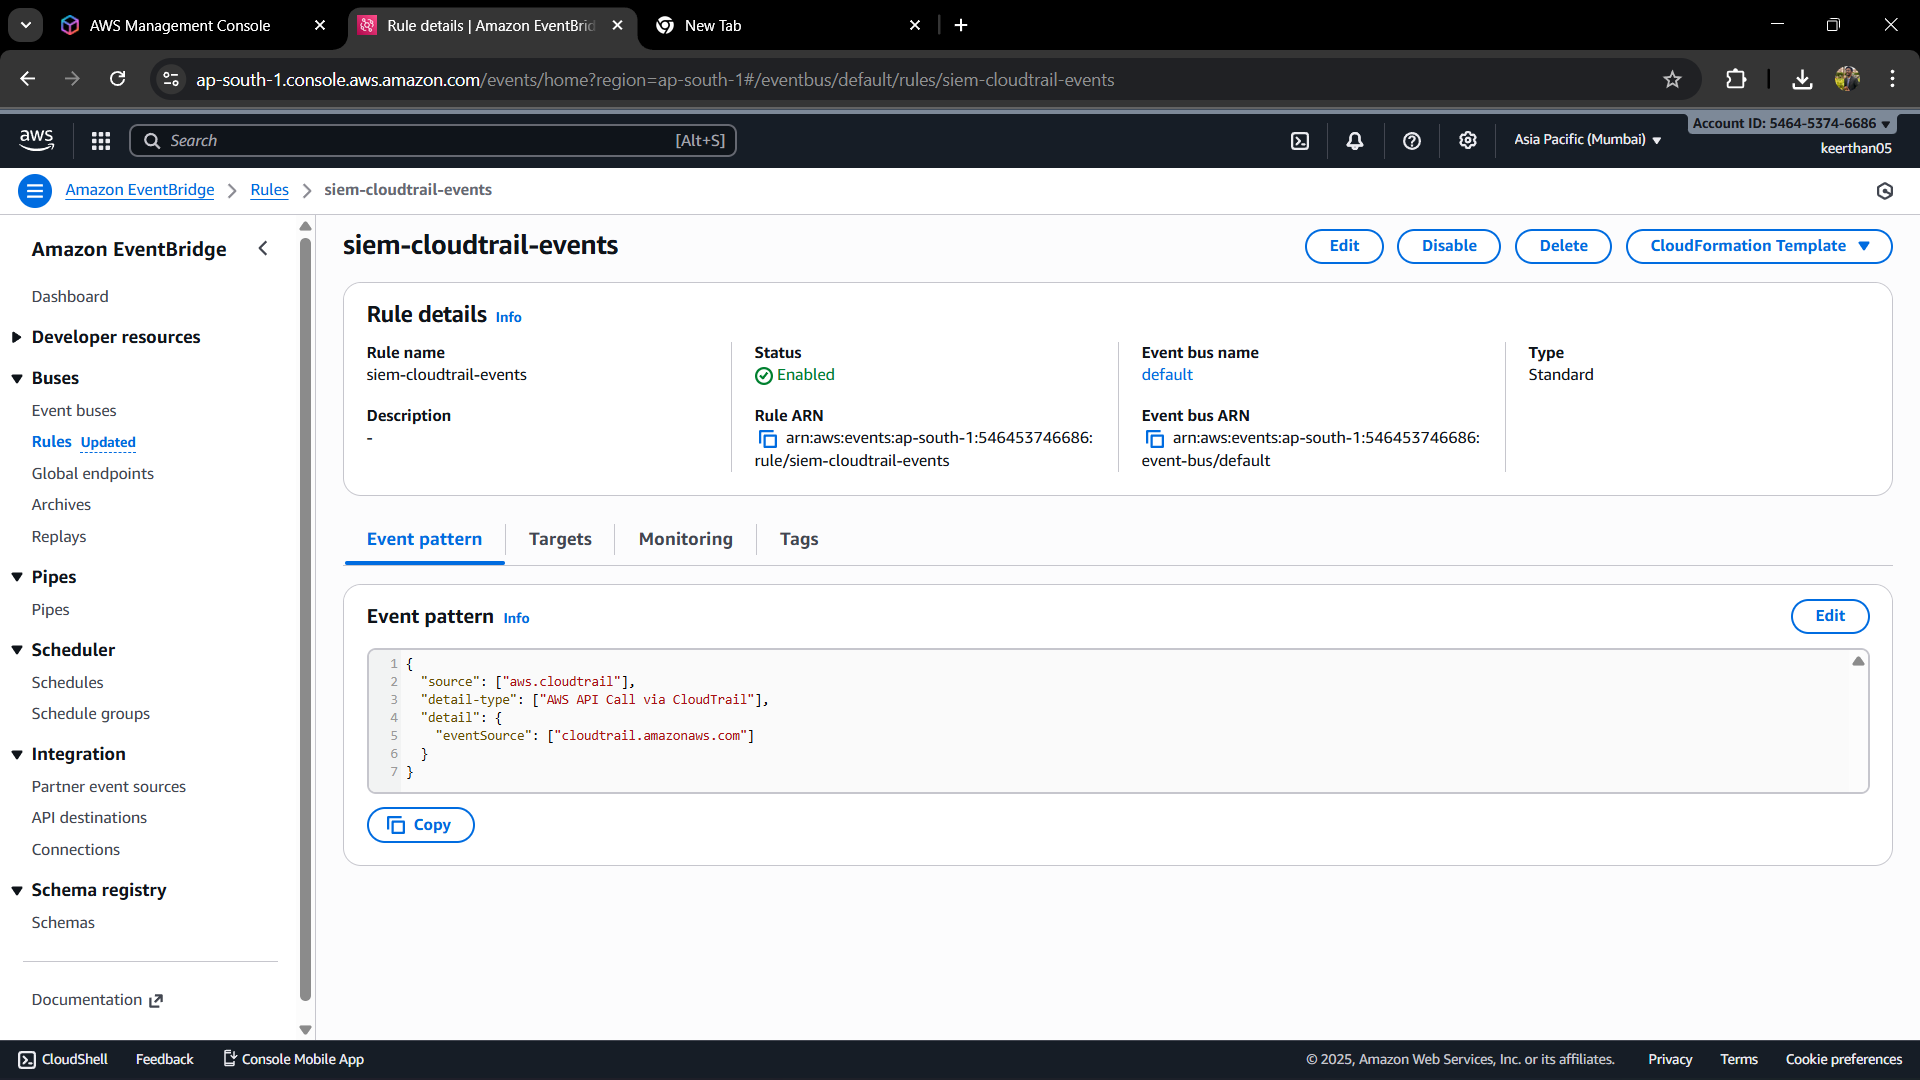 AWS Management Console
Rule details | Amazon EventBrid
New Tab
ap-south-1.console.aws.amazon.com/events/home?region=ap-south-1#/eventbus/default/rules/siem-cloudtrail-events
aws
Search [Alt+S]
Asia Pacific (Mumbai)
Account ID: 5464-5374-6686
keerthan05
Amazon EventBridge
Rules
siem-cloudtrail-events
Amazon EventBridge
Dashboard
Developer resources
Buses
Event buses
Rules Updated
Global endpoints
Archives
Replays
Pipes
Pipes
Scheduler
Schedules
Schedule groups
Integration
Partner event sources
API destinations
Connections
Schema registry
Schemas
Documentation
siem-cloudtrail-events
Edit
Disable
Delete
CloudFormation Template
Rule details Info
Rule name
siem-cloudtrail-events
Description
-
Status
Enabled
Rule ARN
arn:aws:events:ap-south-1:546453746686:
rule/siem-cloudtrail-events
Event bus name
default
Event bus ARN
arn:aws:events:ap-south-1:546453746686:
event-bus/default
Type
Standard
Event pattern
Targets
Monitoring
Tags
Event pattern Info
Edit
1 {
2 "source": ["aws.cloudtrail"],
3 "detail-type": ["AWS API Call via CloudTrail"],
4 "detail": {
5 "eventSource": ["cloudtrail.amazonaws.com"]
6 }
7 }
Copy
CloudShell
Feedback
Console Mobile App
© 2025, Amazon Web Services, Inc. or its affiliates.
Privacy
Terms
Cookie preferences